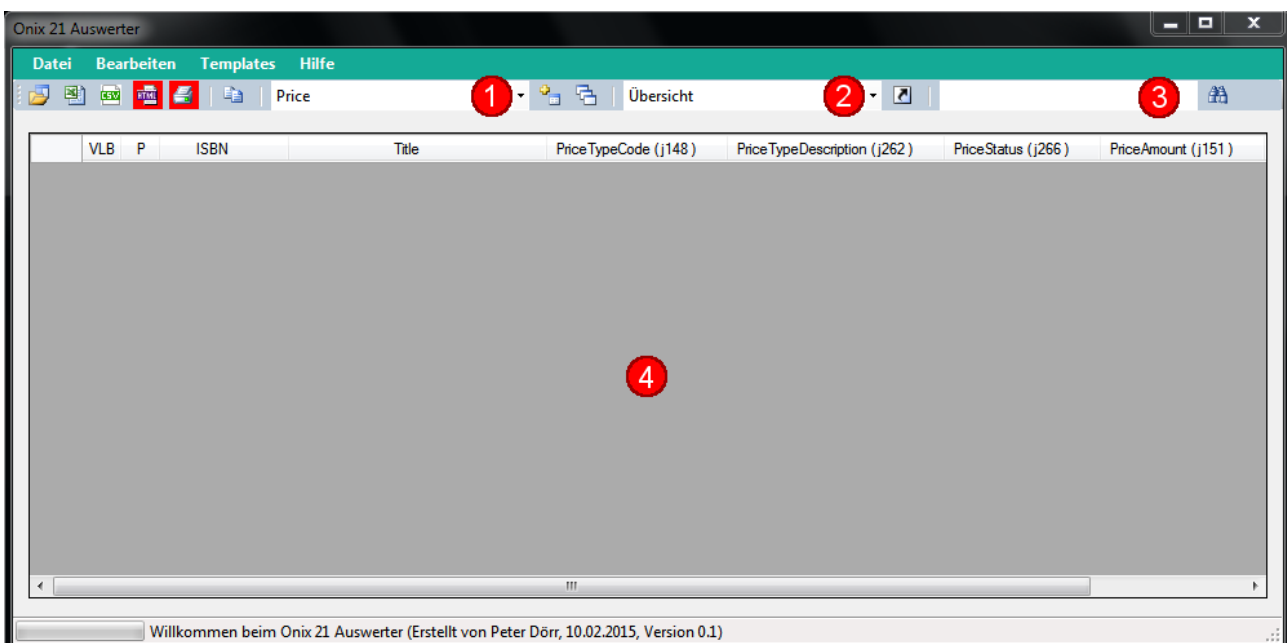 Onix 21 Auswerter
Datei Bearbeiten Templates Hilfe
CSV HTML Price 1 Übersicht 2 3
VLB P ISBN Title PriceTypeCode (j148 ) PriceTypeDescription (j262 ) PriceStatus (j266 ) PriceAmount (j151 )
4
Willkommen beim Onix 21 Auswerter (Erstellt von Peter Dörr, 10.02.2015, Version 0.1)